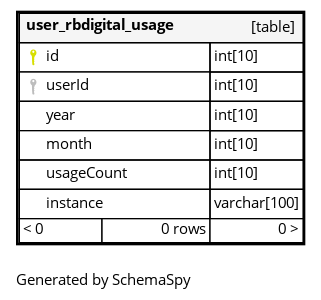 user_rbdigital_usage [table]
id int[10]
userId int[10]
year int[10]
month int[10]
usageCount int[10]
instance varchar[100]
< 0 0 rows 0 >
Generated by SchemaSpy